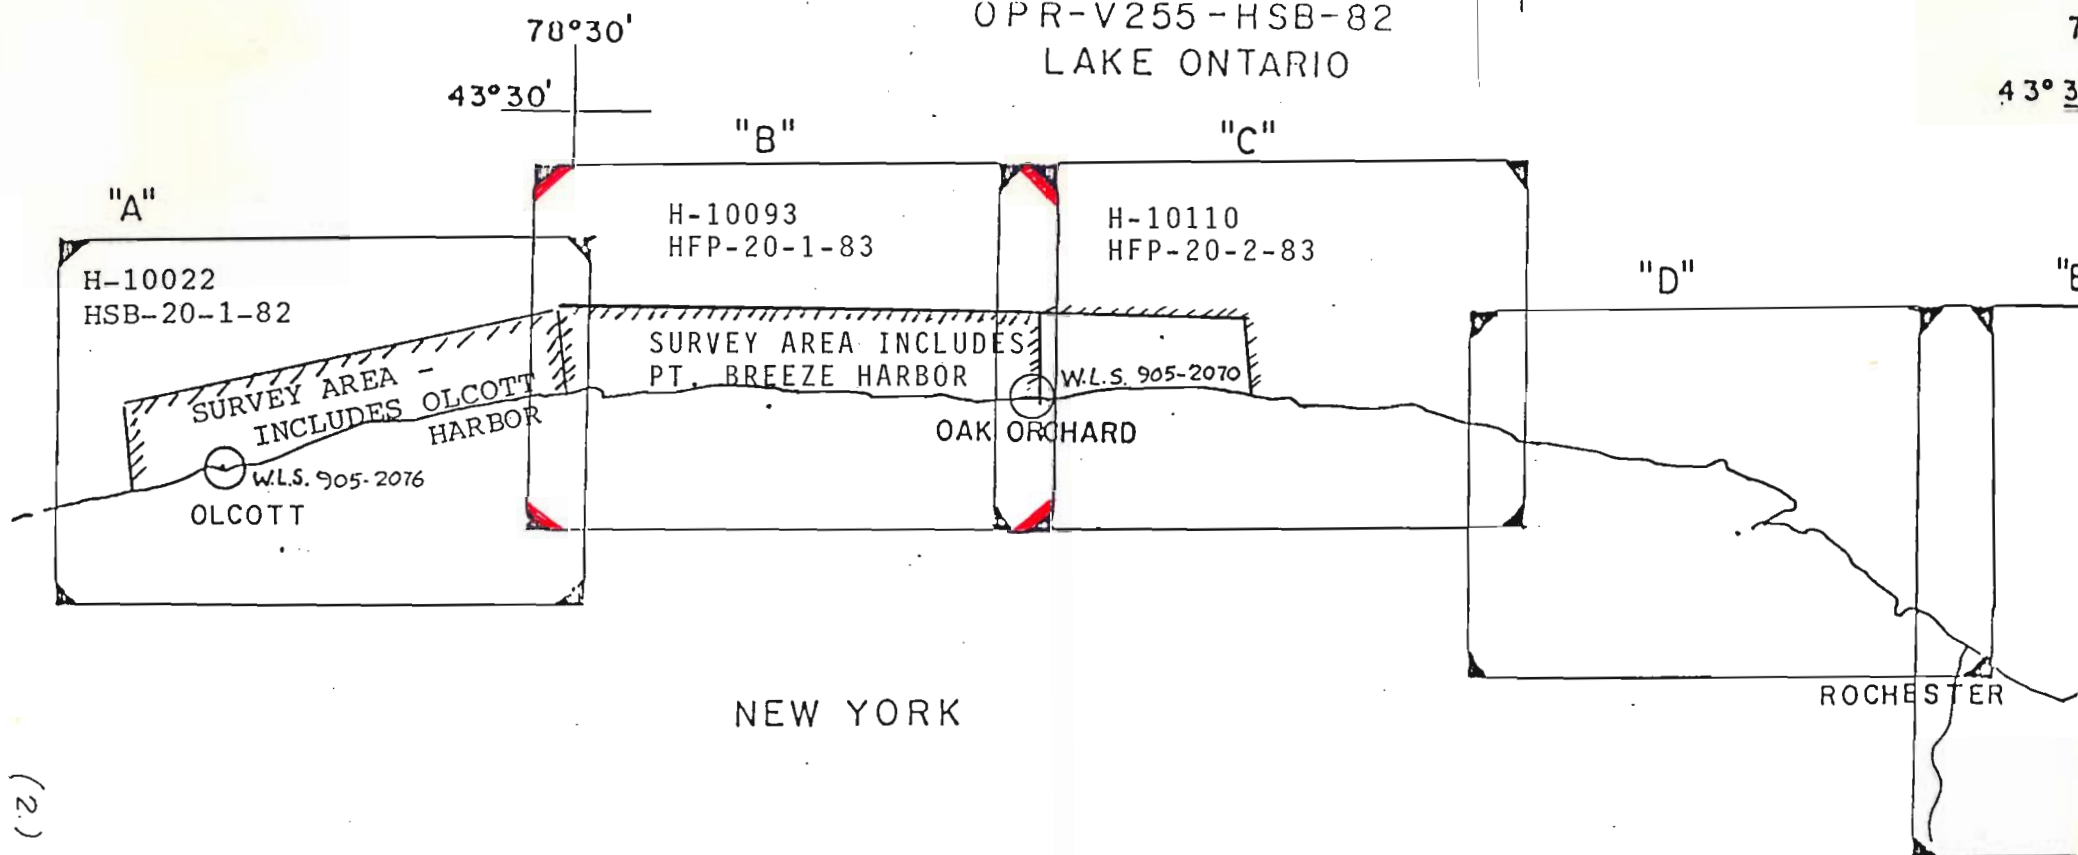 OPR-V255-HSB-82
LAKE ONTARIO
78°30'
43°30'
43°3
"A"
"B"
"C"
"D"
H-10022
HSB-20-1-82
H-10093
HFP-20-1-83
H-10110
HFP-20-2-83
SURVEY AREA -
INCLUDES OLCOTT
HARBOR
SURVEY AREA INCLUDES
PT. BREEZE HARBOR
W.L.S. 905-2070
OAK ORCHARD
W.L.S. 905-2076
OLCOTT
ROCHESTER
NEW YORK
(2.)